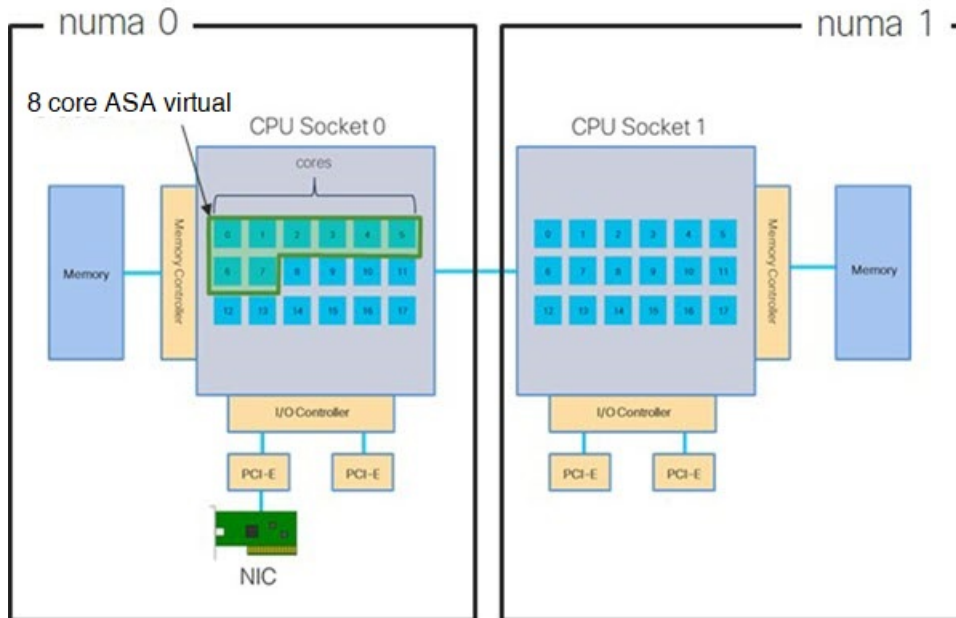 numa 0
numa 1
8 core ASA virtual
CPU Socket 0
CPU Socket 1
cores
Memory
Memory Controller
0 1 2 3 4 5
6 7 8 9 10 11
12 13 14 15 16 17
0 1 2 3 4 5
6 7 8 9 10 11
12 13 14 15 16 17
Memory Controller
Memory
I/O Controller
I/O Controller
PCI-E
PCI-E
PCI-E
PCI-E
NIC